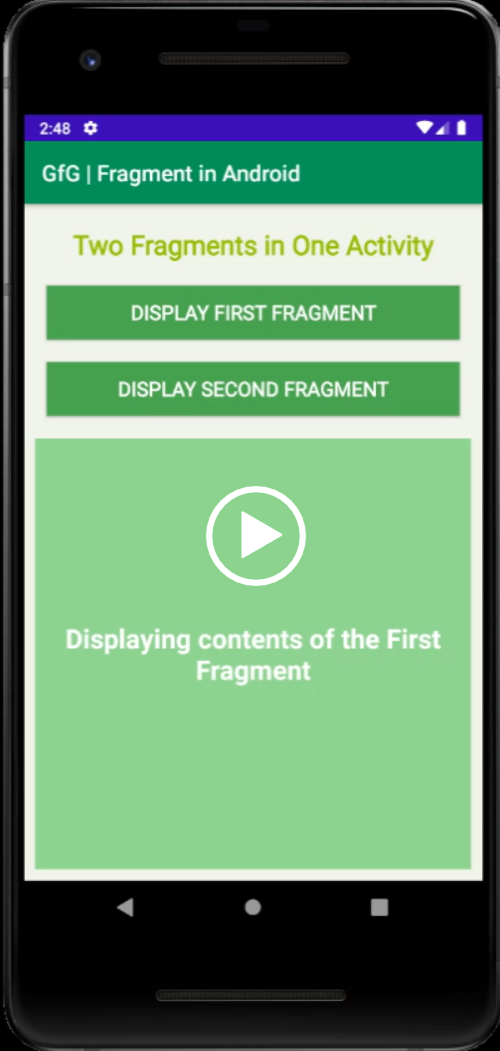 2:48
GfG | Fragment in Android
Two Fragments in One Activity
DISPLAY FIRST FRAGMENT
DISPLAY SECOND FRAGMENT
Displaying contents of the First
Fragment